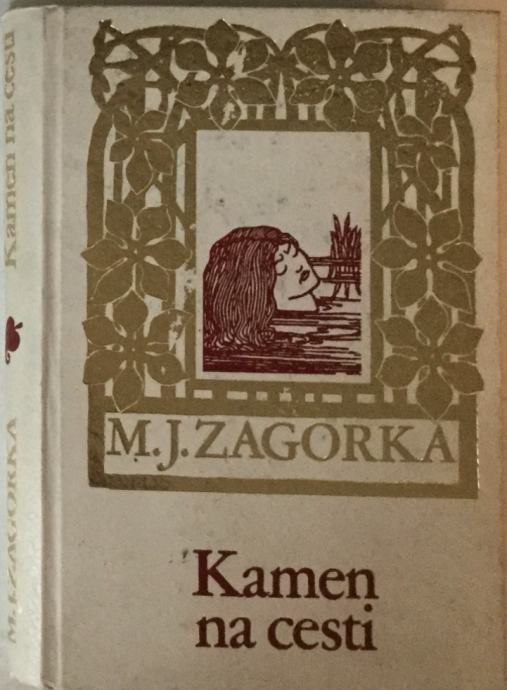 M.J.ZAGORKA
Kamen
na cesti
M.J.ZAGORKA
Kamen na cesti